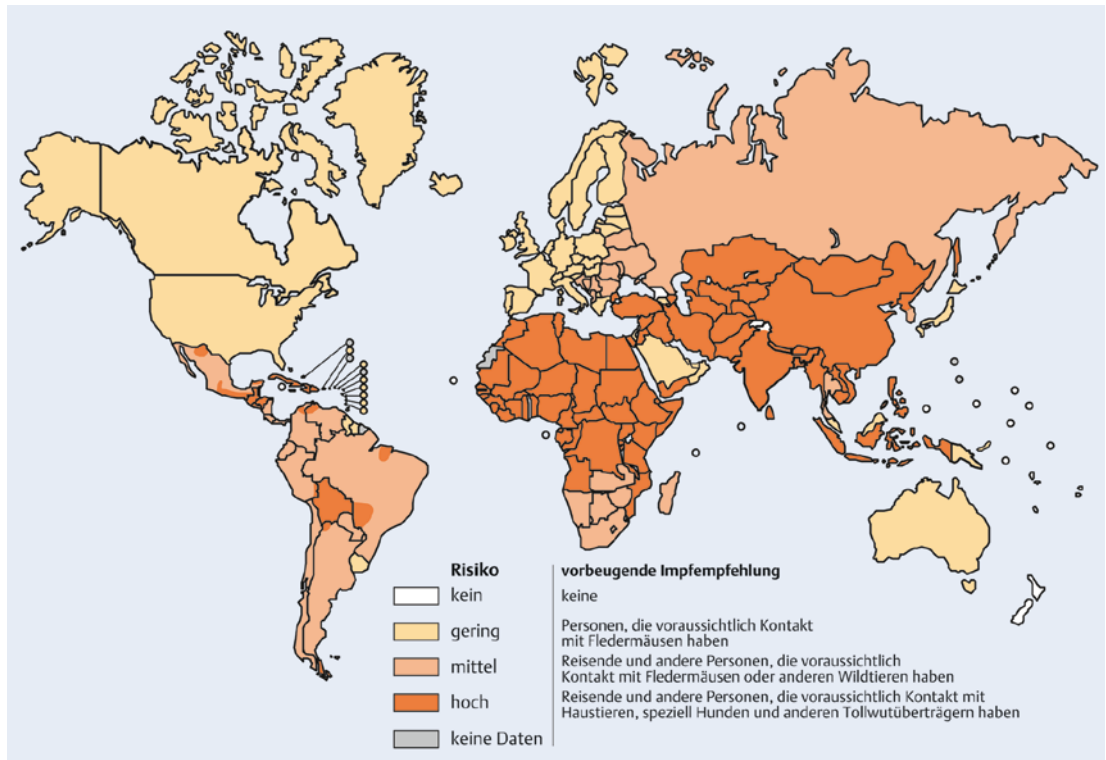 Risiko
vorbeugende Impfempfehlung
kein
keine
gering
Personen, die voraussichtlich Kontakt
mit Fledermäusen haben
mittel
Reisende und andere Personen, die voraussichtlich
Kontakt mit Fledermäusen oder anderen Wildtieren haben
hoch
Reisende und andere Personen, die voraussichtlich Kontakt mit
Haustieren, speziell Hunden und anderen Tollwutüberträgern haben
keine Daten